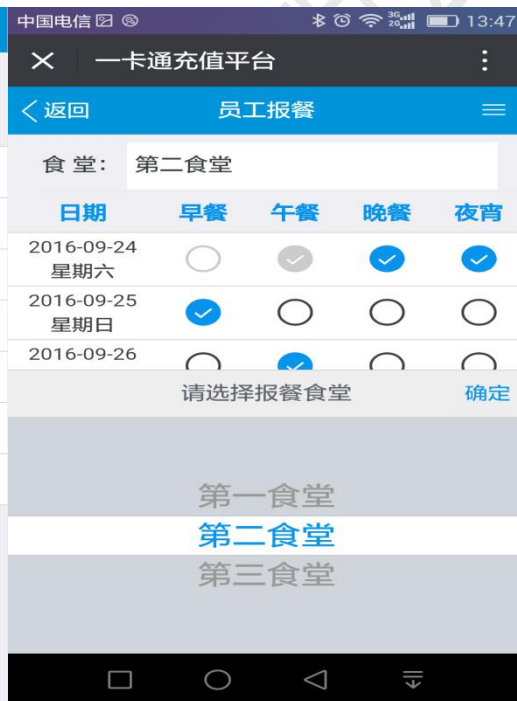 中国电信 3G 2G 13:47
一卡通充值平台
返回 员工报餐
食 堂: 第二食堂
日期 早餐 午餐 晚餐 夜宵
2016-09-24
星期六
2016-09-25
星期日
2016-09-26
请选择报餐食堂 确定
第一食堂
第二食堂
第三食堂